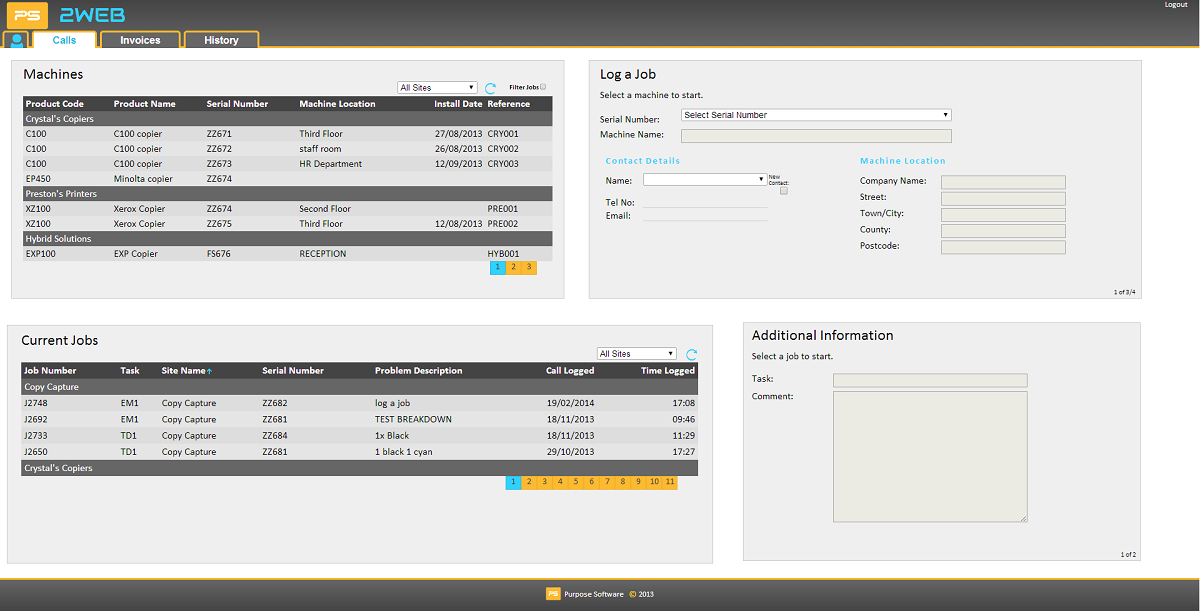 PS 2WEB
Logout
Calls Invoices History
Machines
All Sites Filter Jobs
Product Code Product Name Serial Number Machine Location Install Date Reference
Crystal's Copiers
C100 C100 copier ZZ671 Third Floor 27/08/2013 CRY001
C100 C100 copier ZZ672 staff room 26/08/2013 CRY002
C100 C100 copier ZZ673 HR Department 12/09/2013 CRY003
EP450 Minolta copier ZZ674
Preston's Printers
XZ100 Xerox Copier ZZ674 Second Floor PRE001
XZ100 Xerox Copier ZZ675 Third Floor 12/08/2013 PRE002
Hybrid Solutions
EXP100 EXP Copier FS676 RECEPTION HYB001
1 2 3
Log a Job
Select a machine to start.
Serial Number: Select Serial Number
Machine Name:
Contact Details
Name: New Contact:
Tel No:
Email:
Machine Location
Company Name:
Street:
Town/City:
County:
Postcode:
1 of 3/4
Current Jobs
All Sites
Job Number Task Site Name↑ Serial Number Problem Description Call Logged Time Logged
Copy Capture
J2748 EM1 Copy Capture ZZ682 log a job 19/02/2014 17:08
J2692 EM1 Copy Capture ZZ681 TEST BREAKDOWN 18/11/2013 09:46
J2733 TD1 Copy Capture ZZ684 1x Black 18/11/2013 11:29
J2650 TD1 Copy Capture ZZ681 1 black 1 cyan 29/10/2013 17:27
Crystal's Copiers
1 2 3 4 5 6 7 8 9 10 11
Additional Information
Select a job to start.
Task:
Comment:
1 of 2
PS Purpose Software © 2013